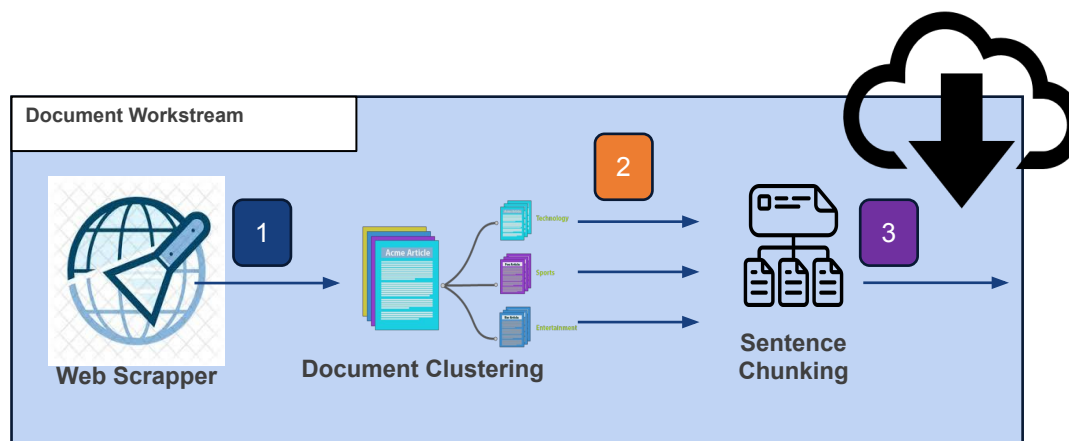 Document Workstream
1
2
3
Acme Article
Technology
Sports
Entertainment
Web Scrapper
Document Clustering
Sentence
Chunking